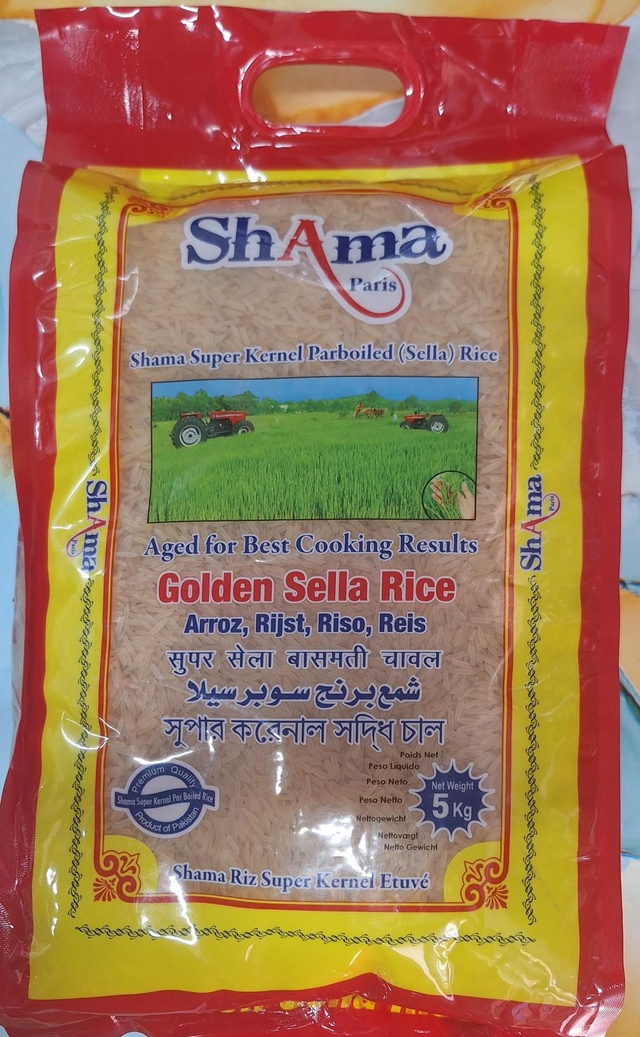 ShAma
Paris
Shama Super Kernel Parboiled (Sella) Rice
Aged for Best Cooking Results
Golden Sella Rice
Arroz, Rijst, Riso, Reis
सुपर सेला बासमती चावल
شمع برنج سوبر سيلا
সুপার করেনাল সদ্ধি চাল
ShAma
Paris
ShAma
Paris
Poids Net
Peso Liquido
Peso Neto
Peso Netto
Nettogewicht
Nettovægt
Netto Gewicht
Net Weight
5 Kg
Premium Quality
Shama Super Kernal Par Boiled Rice
Product of Pakistan
Shama Riz Super Kernel Etuvé